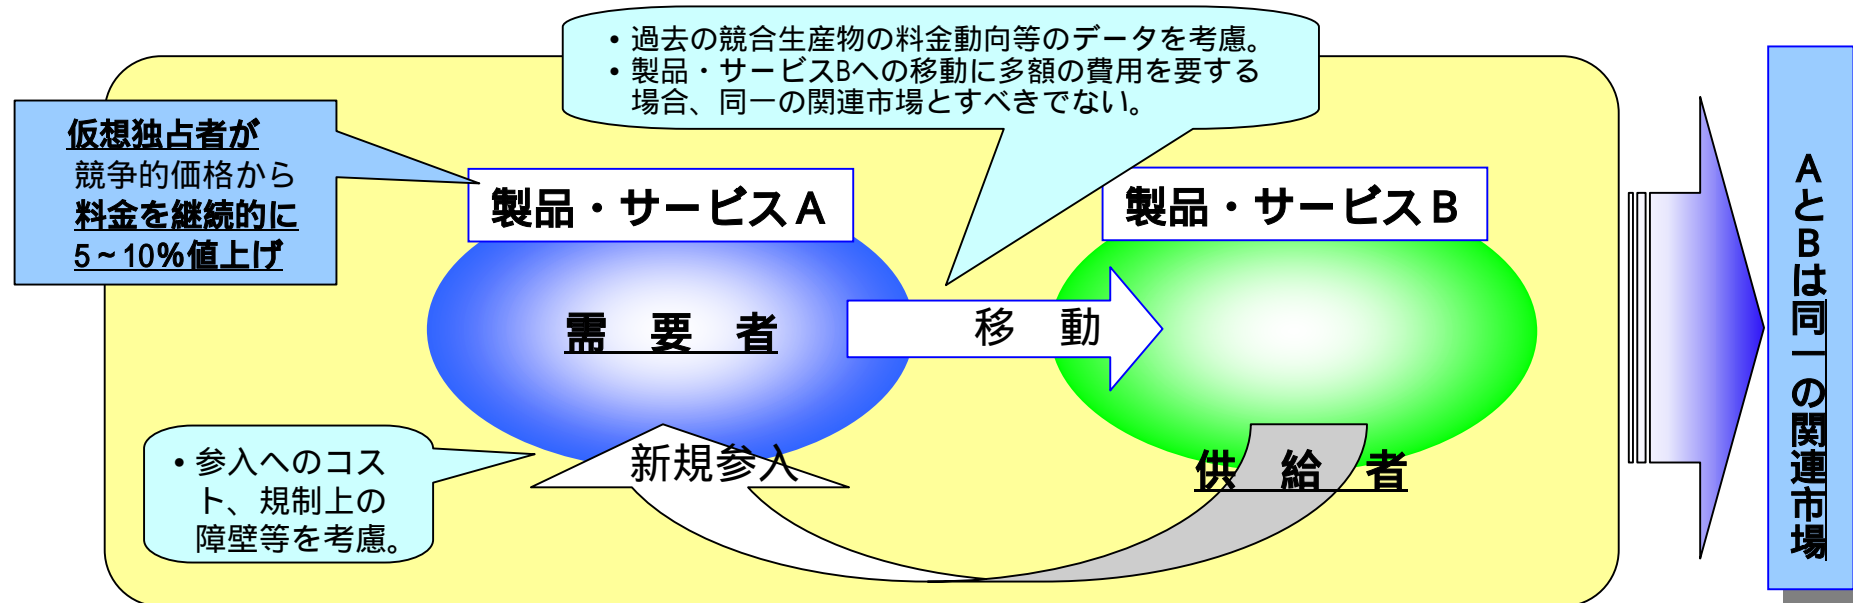 • 過去の競合生産物の料金動向等のデータを考慮。
• 製品・サービスBへの移動に多額の費用を要する
場合、同一の関連市場とすべきでない。
仮想独占者が
競争的価格から
料金を継続的に
5~10%値上げ
製品・サービスA
製品・サービスB
需 要 者
移 動
新規参入
供 給 者
• 参入へのコス
ト、規制上の
障壁等を考慮。
AとBは同一の関連市場